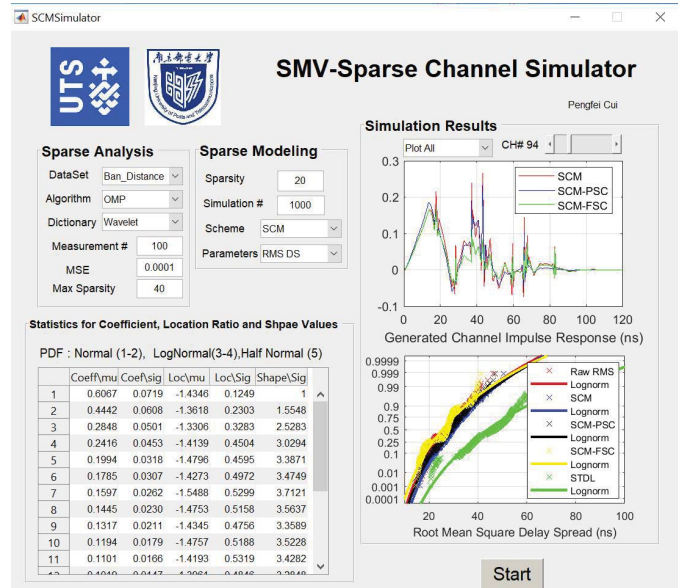 SCMSimulator
UTS
SMV-Sparse Channel Simulator
Pengfei Cui
Sparse Analysis
DataSet Ban_Distance
Algorithm OMP
Dictionary Wavelet
Measurement # 100
MSE 0.0001
Max Sparsity 40
Sparse Modeling
Sparsity 20
Simulation # 1000
Scheme SCM
Parameters RMS DS
Statistics for Coefficient, Location Ratio and Shpae Values
PDF : Normal (1-2), LogNormal(3-4),Half Normal (5)
Coeff\mu Coef\sig Loc\mu Loc\Sig Shape\Sig
1 0.6067 0.0719 -1.4346 0.1249 1
2 0.4442 0.0608 -1.3618 0.2303 1.5548
3 0.2848 0.0501 -1.3306 0.3283 2.5283
4 0.2416 0.0453 -1.4139 0.4504 3.0294
5 0.1994 0.0318 -1.4796 0.4595 3.3871
6 0.1785 0.0307 -1.4273 0.4972 3.4749
7 0.1597 0.0262 -1.5488 0.5299 3.7121
8 0.1445 0.0230 -1.4753 0.5158 3.5637
9 0.1317 0.0211 -1.4345 0.4756 3.3589
10 0.1194 0.0179 -1.4757 0.5188 3.5228
11 0.1101 0.0166 -1.4193 0.5319 3.4282
Simulation Results
Plot All CH# 94
0.3
0.2
0.1
0
-0.1
SCM
SCM-PSC
SCM-FSC
0 20 40 60 80 100 120
Generated Channel Impulse Response (ns)
0.9999
0.999
0.99
0.9
0.75
0.5
0.25
0.1
0.01
0.001
0.0001
Raw RMS
Lognorm
SCM
Lognorm
SCM-PSC
Lognorm
SCM-FSC
Lognorm
STDL
Lognorm
20 40 60 80 100
Root Mean Square Delay Spread (ns)
Start